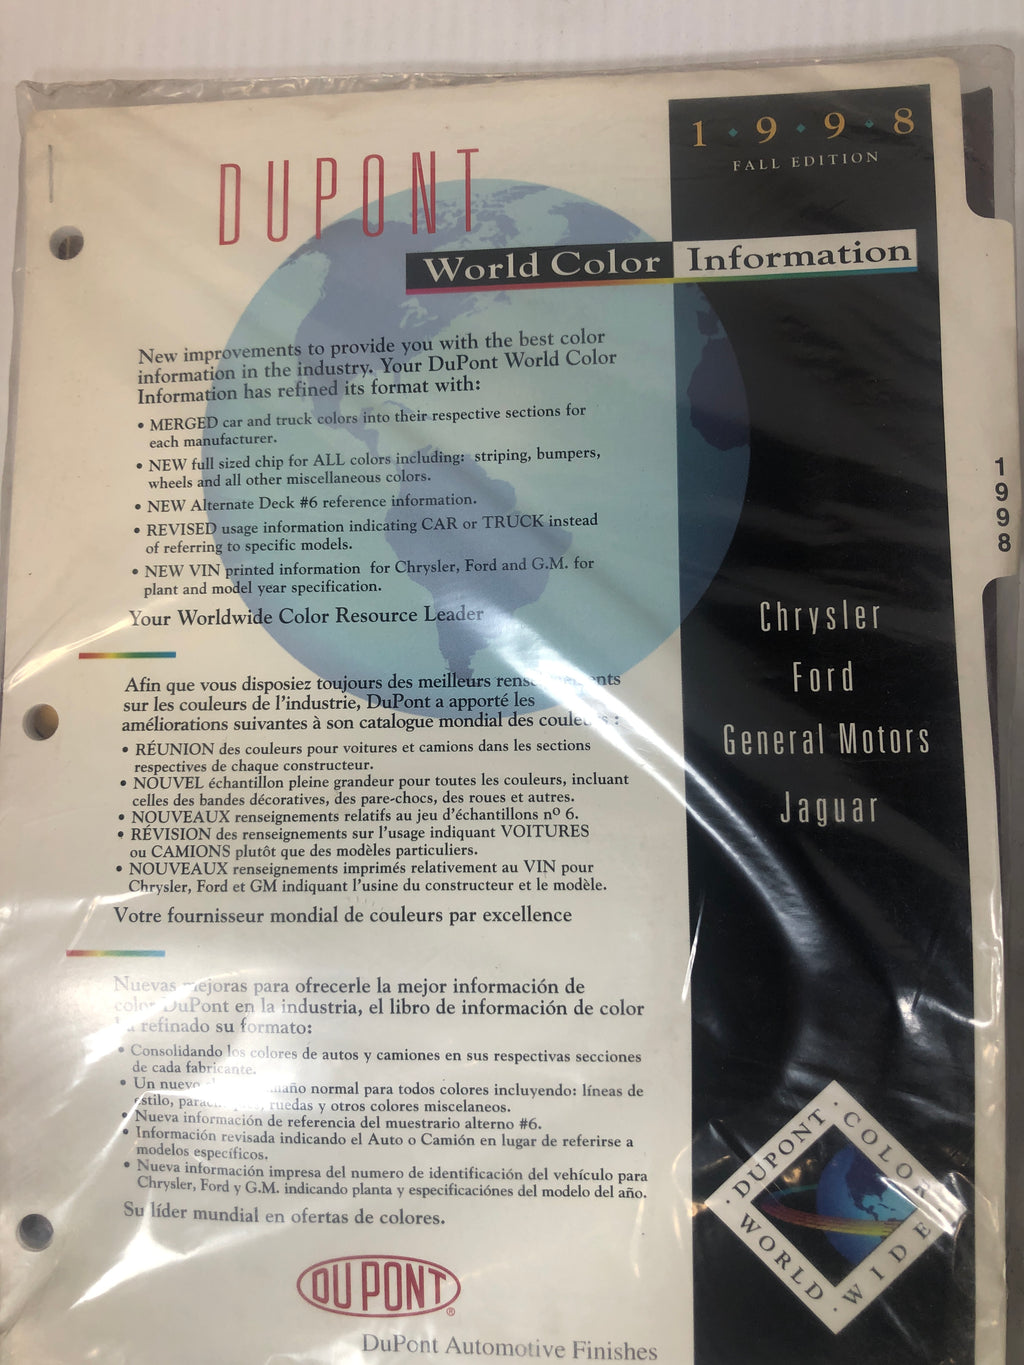 1 · 9 · 9 · 8
FALL EDITION
DUPONT
World Color Information
New improvements to provide you with the best color
information in the industry. Your DuPont World Color
Information has refined its format with:
• MERGED car and truck colors into their respective sections for
each manufacturer.
• NEW full sized chip for ALL colors including: striping, bumpers,
wheels and all other miscellaneous colors.
• NEW Alternate Deck #6 reference information.
• REVISED usage information indicating CAR or TRUCK instead
of referring to specific models.
• NEW VIN printed information for Chrysler, Ford and G.M. for
plant and model year specification.
Your Worldwide Color Resource Leader
Afin que vous disposiez toujours des meilleurs
sur les couleurs de l'industrie, DuPont a apporté les
améliorations suivantes à son catalogue mondial des couleurs :
• RÉUNION des couleurs pour voitures et camions dans les sections
respectives de chaque constructeur.
• NOUVEL échantillon pleine grandeur pour toutes les couleurs, incluant
celles des bandes décoratives, des pare-chocs, des roues et autres.
• NOUVEAUX renseignements relatifs au jeu d'échantillons nº 6.
• RÉVISION des renseignements sur l'usage indiquant VOITURES
ou CAMIONS plutôt que des modèles particuliers.
• NOUVEAUX renseignements imprimés relativement au VIN pour
Chrysler, Ford et GM indiquant l'usine du constructeur et le modèle.
Votre fournisseur mondial de couleurs par excellence
Nuevas mejoras para ofrecerle la mejor información de
color DuPont en la industria, el libro de información de color
refinado su formato:
• Consolidando los colores de autos y camiones en sus respectivas secciones
de cada fabricante.
• Un nuevo normal para todos colores incluyendo: líneas de
estilo, ruedas y otros colores miscelaneos.
• Nueva información de referencia del muestrario alterno #6.
• Información revisada indicando el Auto o Camión en lugar de referirse a
modelos específicos.
• Nueva información impresa del numero de identificación del vehículo para
Chrysler, Ford y G.M. indicando planta y especificaciónes del modelo del año.
Su líder mundial en ofertas de colores.
DU PONT ®
DuPont Automotive Finishes
Chrysler
Ford
General Motors
Jaguar
· DUPONT · COLOR
WORLD · WIDE ·
1998